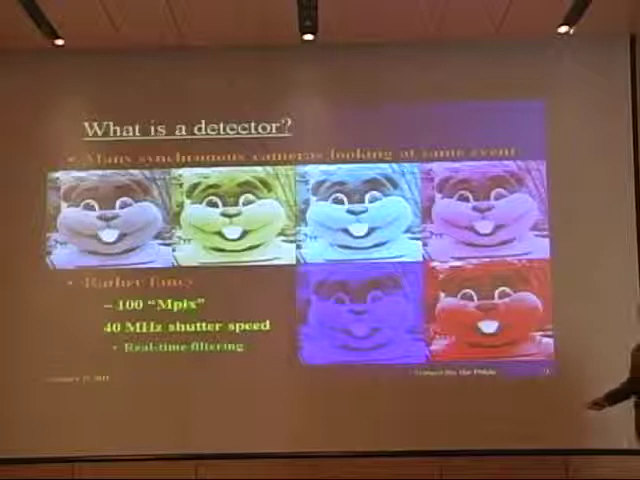 What is a detector?
• Many synchronous cameras looking at same event
• Rather fancy
– 100 "Mpix"
40 MHz shutter speed
• Real-time filtering